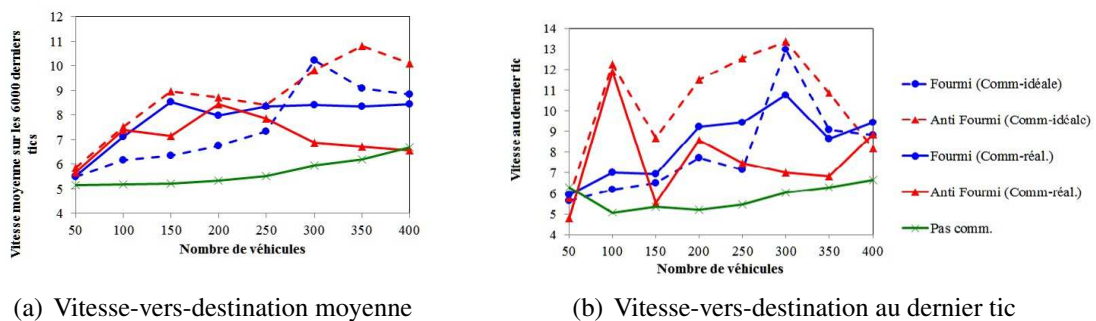 12
11
10
9
8
7
6
5
4
50 100 150 200 250 300 350 400
Vitesse moyenne sur les 6000 derniers
tics
Nombre de véhicules
14
13
12
11
10
9
8
7
6
5
4
50 100 150 200 250 300 350 400
Vitesse au dernier tic
Nombre de véhicules
Fourmi (Comm-idéale)
Anti Fourmi (Comm-idéale)
Fourmi (Comm-réal.)
Anti Fourmi (Comm-réal.)
Pas comm.
(a) Vitesse-vers-destination moyenne
(b) Vitesse-vers-destination au dernier tic